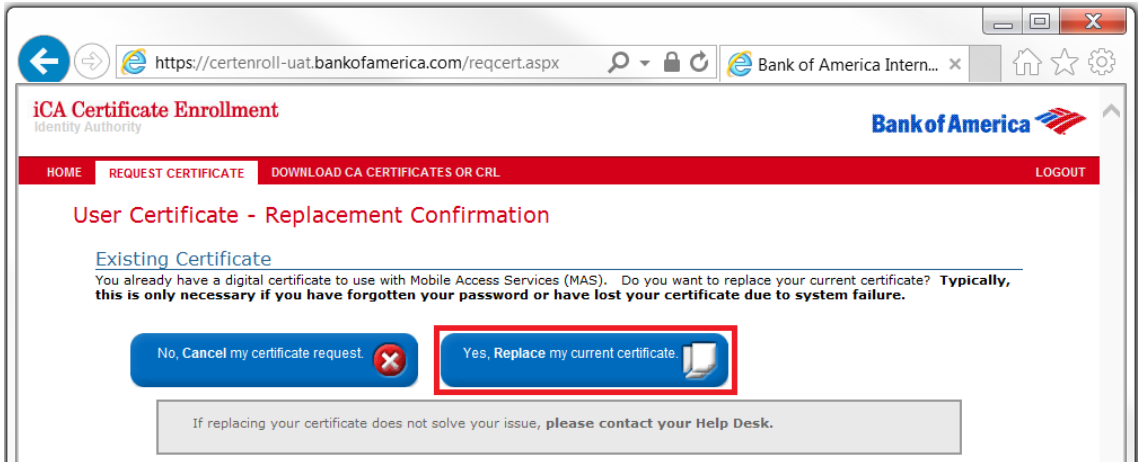 https://certenroll-uat.bankofamerica.com/reqcert.aspx
Bank of America Intern...
iCA Certificate Enrollment
Identity Authority
Bank of America
HOME REQUEST CERTIFICATE DOWNLOAD CA CERTIFICATES OR CRL LOGOUT
User Certificate - Replacement Confirmation
Existing Certificate
You already have a digital certificate to use with Mobile Access Services (MAS). Do you want to replace your current certificate? Typically,
this is only necessary if you have forgotten your password or have lost your certificate due to system failure.
No, Cancel my certificate request.
Yes, Replace my current certificate.
If replacing your certificate does not solve your issue, please contact your Help Desk.